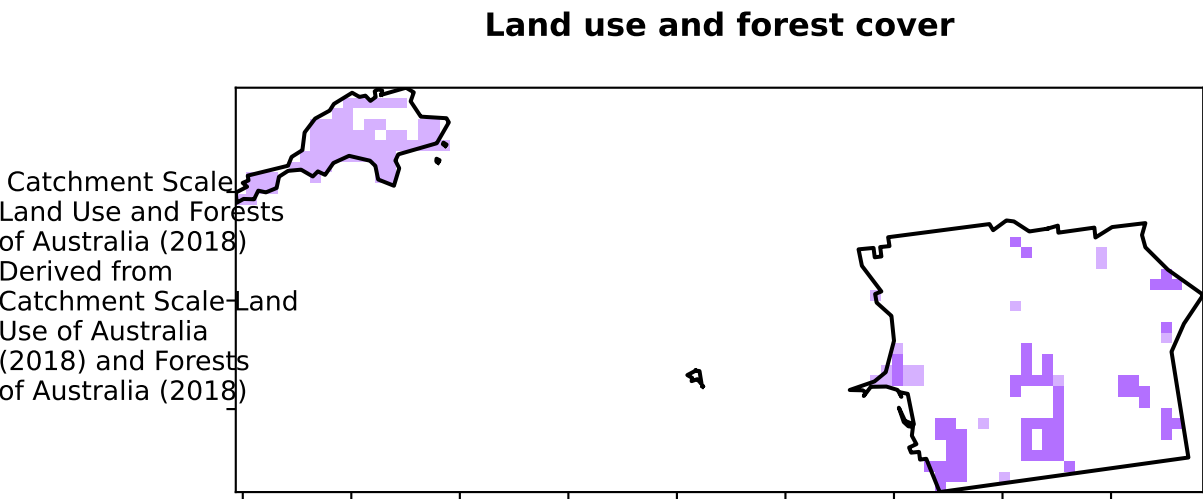 Land use and forest cover
Catchment Scale
Land Use and Forests
of Australia (2018)
Derived from
Catchment Scale Land
Use of Australia
(2018) and Forests
of Australia (2018)